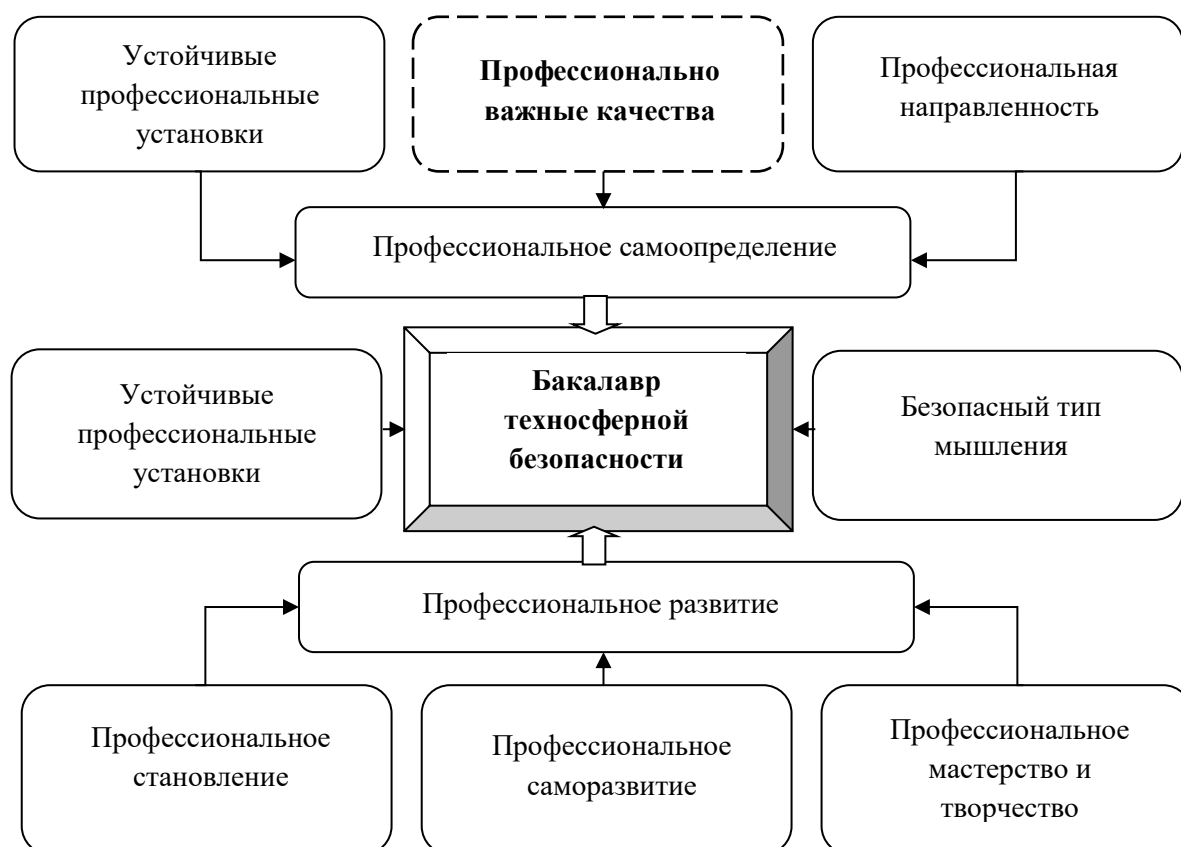 Устойчивые
профессиональные
установки
Профессионально
важные качества
Профессиональная
направленность
Профессиональное самоопределение
Устойчивые
профессиональные
установки
Бакалавр
техносферной
безопасности
Безопасный тип
мышления
Профессиональное развитие
Профессиональное
становление
Профессиональное
саморазвитие
Профессиональное
мастерство и
творчество